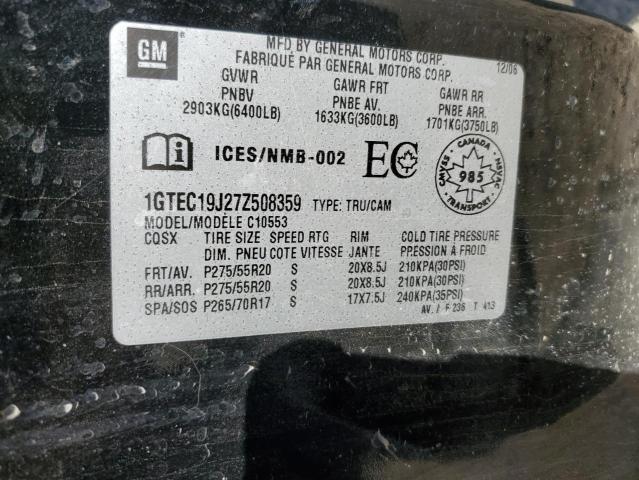 GM ®
MFD BY GENERAL MOTORS CORP.
FABRIQUÉ PAR GENERAL MOTORS CORP. 12/06
GVWR GAWR FRT GAWR RR
PNBV PNBE AV. PNBE ARR.
2903KG(6400LB) 1633KG(3600LB) 1701KG(3750LB)
ICES/NMB-002 EC
CANADA
CMVSS 985 NSVAC
TRANSPORT
1GTEC19J27Z508359 TYPE: TRU/CAM
MODEL/MODÈLE C10553
CQSX TIRE SIZE SPEED RTG RIM COLD TIRE PRESSURE
DIM. PNEU COTE VITESSE JANTE PRESSION A FROID
FRT/AV. P275/55R20 S 20X8.5J 210KPA(30PSI)
RR/ARR. P275/55R20 S 20X8.5J 210KPA(30PSI)
SPA/SOS P265/70R17 S 17X7.5J 240KPA(35PSI)
AV. / F 236 T 413